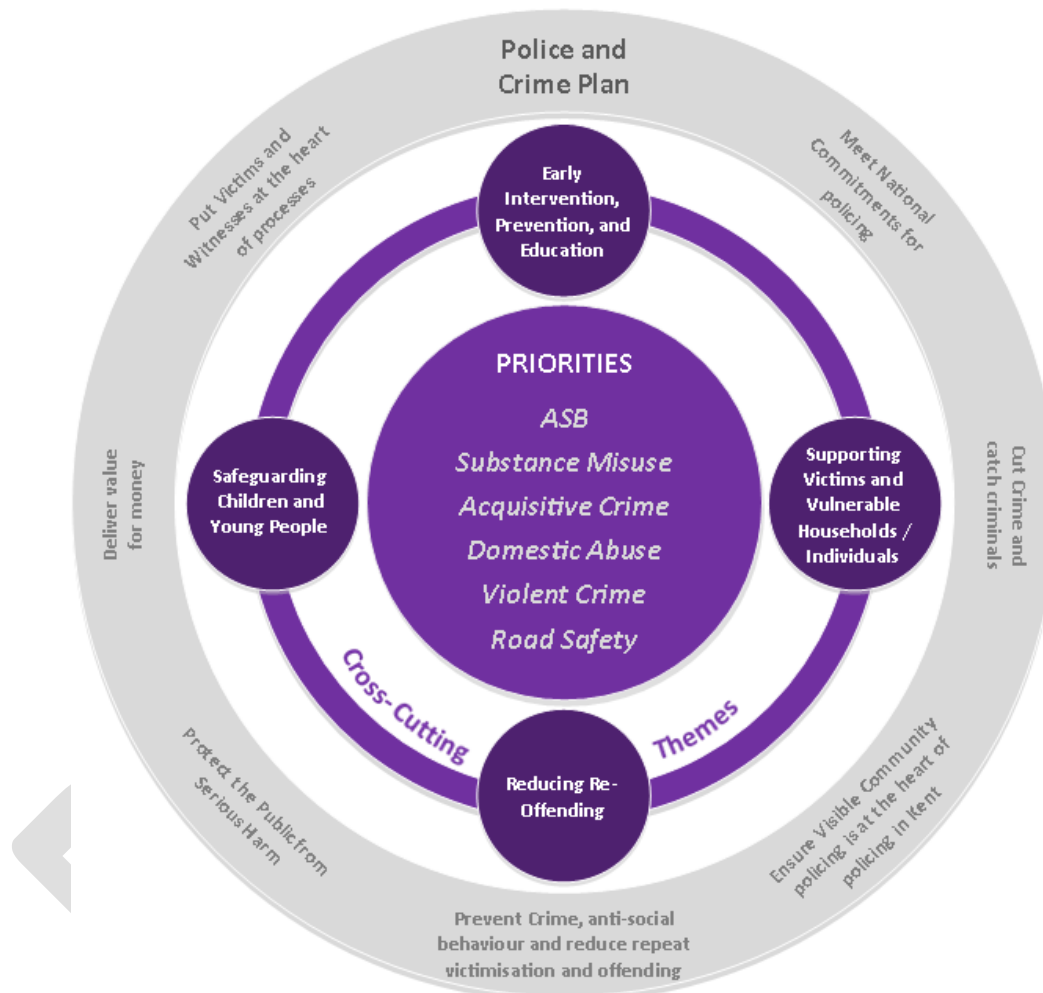 Police and
Crime Plan
Put Victims and
Witnesses at the heart
of processes
Meet National
Commitments for
policing
Early
Intervention,
Prevention, and
Education
PRIORITIES
ASB
Substance Misuse
Acquisitive Crime
Domestic Abuse
Violent Crime
Road Safety
Deliver value
for money
Safeguarding
Children and
Young People
Supporting
Victims and
Vulnerable
Households /
Individuals
Cut Crime and
catch criminals
Cross-Cutting
Themes
Reducing Re-
Offending
Protect the Public from
Serious Harm
Ensure Visible Community
policing is at the heart of
policing in Kent
Prevent Crime, anti-social
behaviour and reduce repeat
victimisation and offending